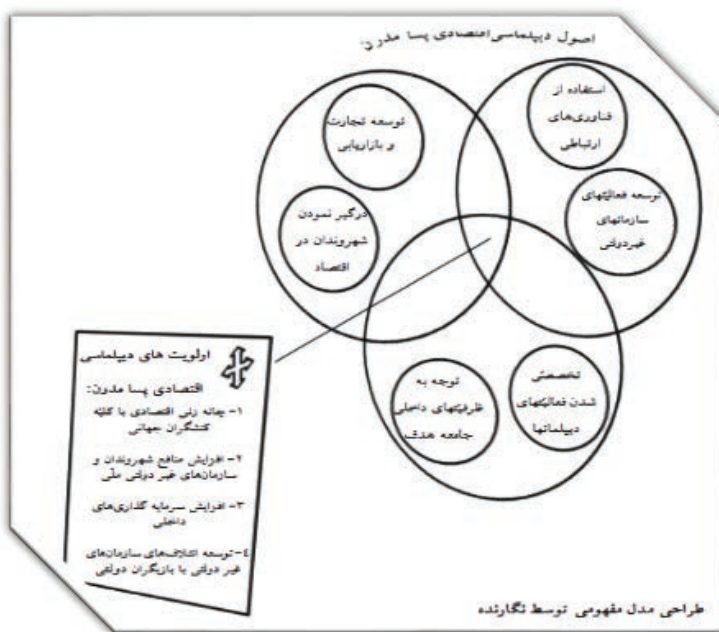 اصول دیپلماسی اقتصادی پسا مدرن:
استفاده از
فناوری‌های
ارتباطی
توسعه فعالیتهای
سازمانهای
غیردولتی
توسعه تجارت
و بازاریابی
درگیر نمودن
شهروندان در
اقتصاد
تخصصی
شدن فعالیتهای
دیپلماتها
توجه به
ظرفیتهای داخلی
جامعه هدف
اولویت های دیپلماسی
اقتصادی پسا مدرن:
۱- چانه زنی اقتصادی با کلیّه
کنشگران جهانی
۲- افزایش منافع شهروندان و
سازمان‌های غیر دولتی ملّی
۳- افزایش سرمایه گذاری‌های
داخلی
٤- توسعه ائتلاف‌های سازمان‌های
غیر دولتی با بازیگران دولتی
طراحی مدل مفهومی توسط نگارنده